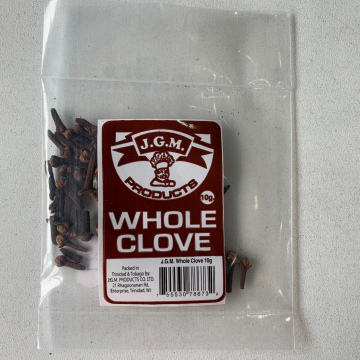 J.G.M.
PRODUCTS
10g.
WHOLE
CLOVE
Packed in
Trinidad & Tobago by:
J.G.M. PRODUCTS CO. LTD.
Enterprise, Trinidad, W.I.
J.G.M. Whole Clove 10g